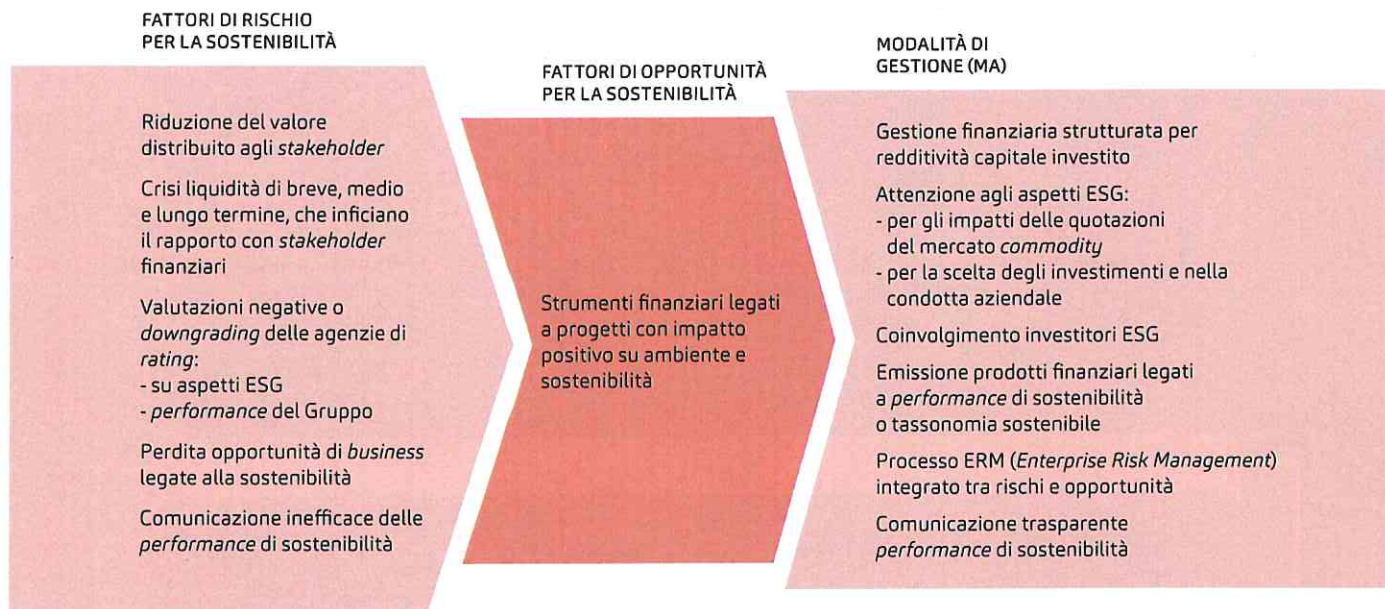 FATTORI DI RISCHIO
PER LA SOSTENIBILITÀ
Riduzione del valore
distribuito agli stakeholder
Crisi liquidità di breve, medio
e lungo termine, che inficiano
il rapporto con stakeholder
finanziari
Valutazioni negative o
downgrading delle agenzie di
rating:
- su aspetti ESG
- performance del Gruppo
Perdita opportunità di business
legate alla sostenibilità
Comunicazione inefficace delle
performance di sostenibilità
FATTORI DI OPPORTUNITÀ
PER LA SOSTENIBILITÀ
Strumenti finanziari legati
a progetti con impatto
positivo su ambiente e
sostenibilità
MODALITÀ DI
GESTIONE (MA)
Gestione finanziaria strutturata per
redditività capitale investito
Attenzione agli aspetti ESG:
- per gli impatti delle quotazioni
del mercato commodity
- per la scelta degli investimenti e nella
condotta aziendale
Coinvolgimento investitori ESG
Emissione prodotti finanziari legati
a performance di sostenibilità
o tassonomia sostenibile
Processo ERM (Enterprise Risk Management)
integrato tra rischi e opportunità
Comunicazione trasparente
performance di sostenibilità